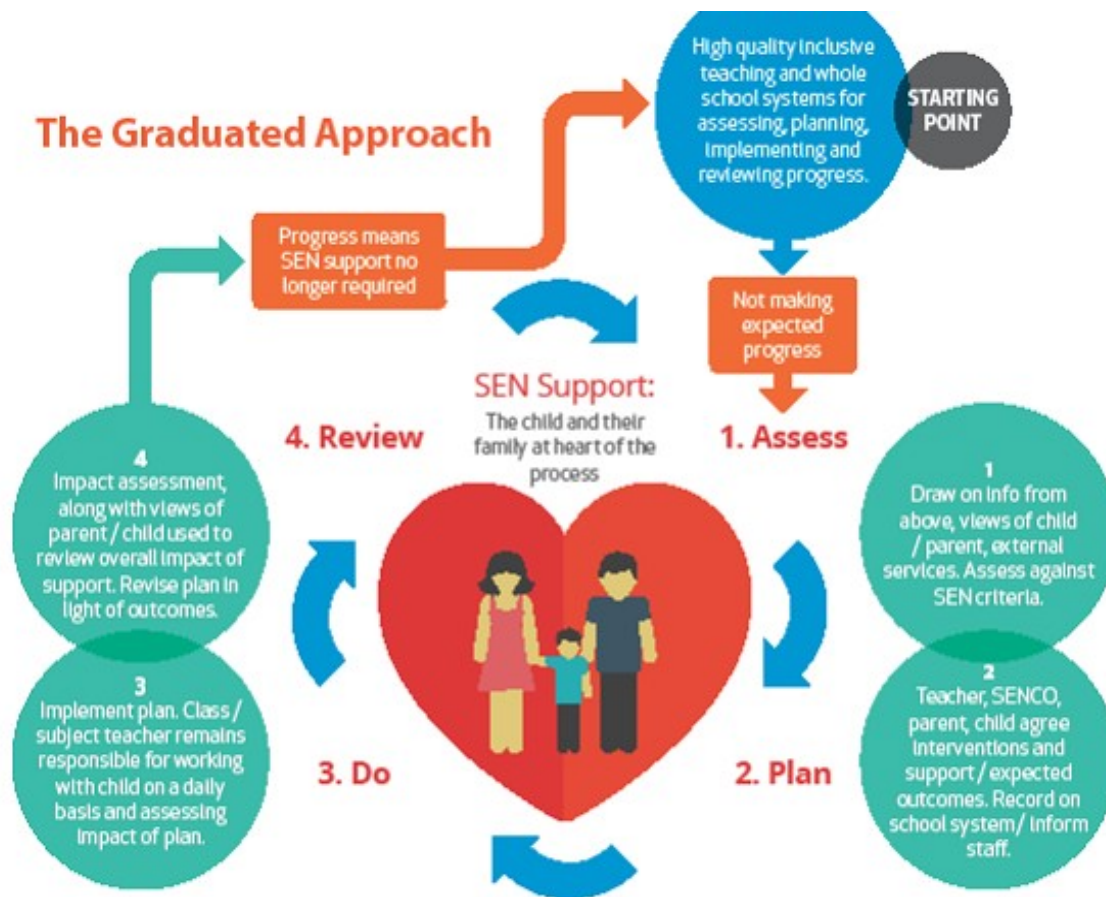 The Graduated Approach
High quality inclusive
teaching and whole
school systems for
assessing, planning,
implementing and
reviewing progress.
STARTING
POINT
Progress means
SEN support no
longer required
Not making
expected
progress
SEN Support:
The child and their
family at heart of the
process
4. Review
1. Assess
4
Impact assessment,
along with views of
parent / child used to
review overall impact of
support. Revise plan in
light of outcomes.
1
Draw on info from
above, views of child
/ parent, external
services. Assess against
SEN criteria.
3
Implement plan. Class /
subject teacher remains
responsible for working
with child on a daily
basis and assessing
impact of plan.
3. Do
2. Plan
2
Teacher, SENCO,
parent, child agree
interventions and
support / expected
outcomes. Record on
school system/ Inform
staff.